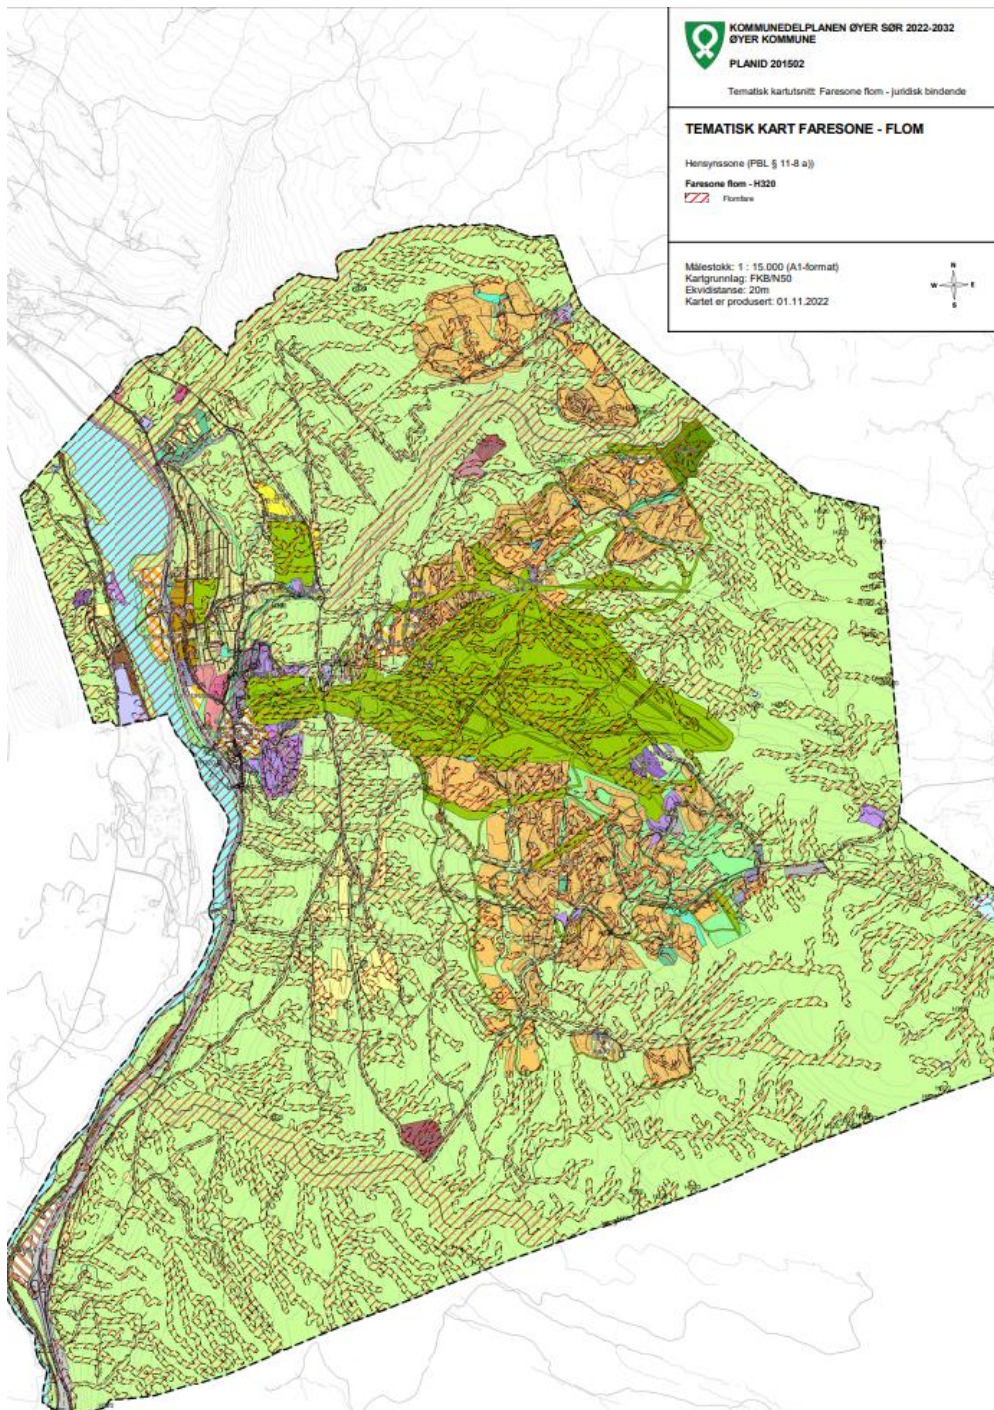 KOMMUNEDELPLANEN ØYER SØR 2022-2032
ØYER KOMMUNE
PLANID 201502
Tematisk kartutsnitt: Faresone flom - juridisk bindende
TEMATISK KART FARESONE - FLOM
Hensynssone (PBL § 11-8 a))
Faresone flom - H320
Flomfare
Målestokk: 1 : 15.000 (A1-format)
Kartgrunnlag: FKB/N50
Ekvidistanse: 20m
Kartet er produsert: 01.11.2022
N
W E
S